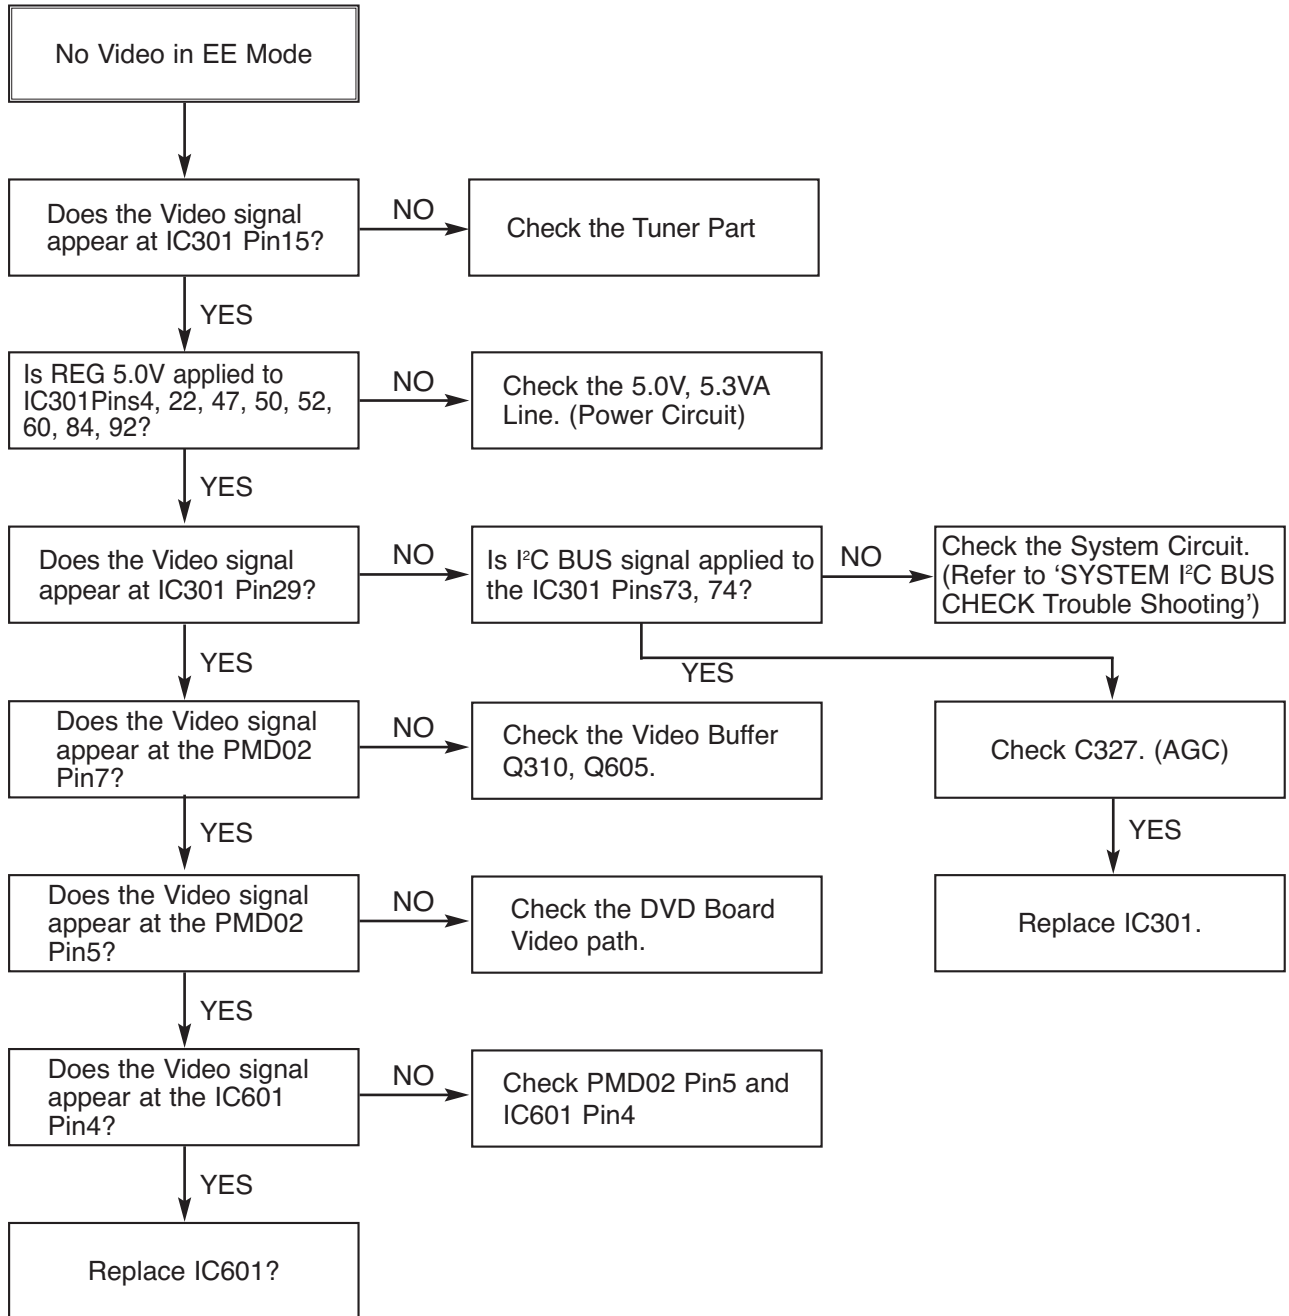 No Video in EE Mode
Does the Video signal
appear at IC301 Pin15?
NO
Check the Tuner Part
YES
Is REG 5.0V applied to
IC301Pins4, 22, 47, 50, 52,
60, 84, 92?
NO
Check the 5.0V, 5.3VA
Line. (Power Circuit)
YES
Does the Video signal
appear at IC301 Pin29?
NO
Is I²C BUS signal applied to
the IC301 Pins73, 74?
NO
Check the System Circuit.
(Refer to ‘SYSTEM I²C BUS
CHECK Trouble Shooting’)
YES
YES
Does the Video signal
appear at the PMD02
Pin7?
NO
Check the Video Buffer
Q310, Q605.
Check C327. (AGC)
YES
YES
Does the Video signal
appear at the PMD02
Pin5?
NO
Check the DVD Board
Video path.
Replace IC301.
YES
Does the Video signal
appear at the IC601
Pin4?
NO
Check PMD02 Pin5 and
IC601 Pin4
YES
Replace IC601?